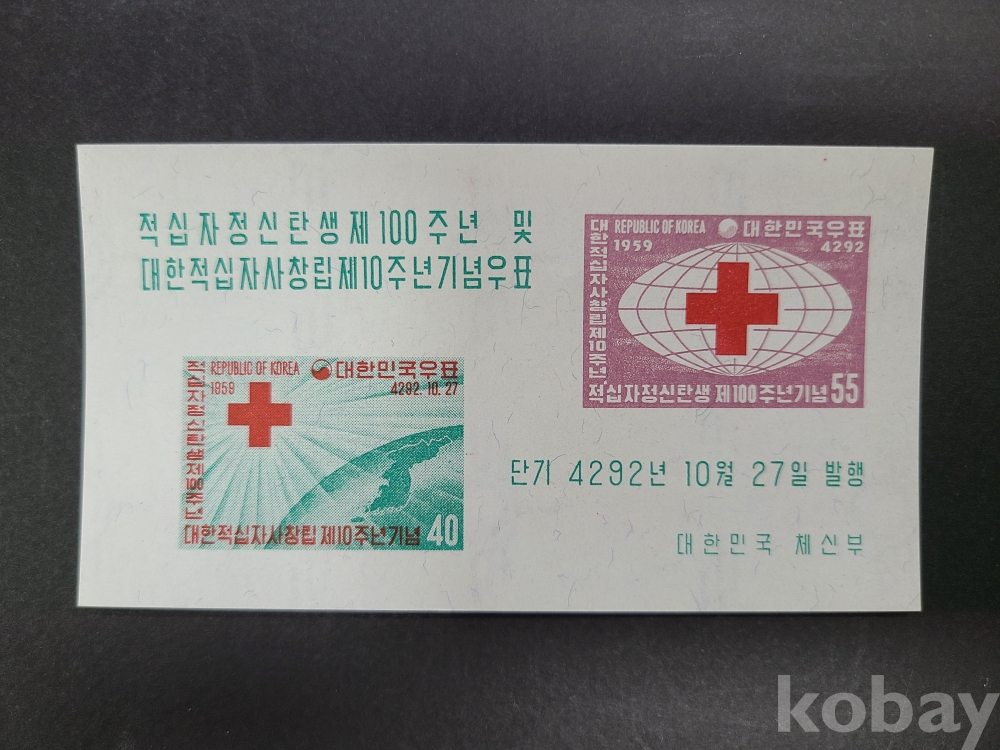 적십자정신탄생제100주년 및
대한적십자사창립제10주년기념우표
REPUBLIC OF KOREA 대한민국우표
1959 4292
대한적십자사창립제10주년,
적십자정신탄생 제100주년기념 55
REPUBLIC OF KOREA 대한민국우표
1959 4292.10.27
적십자정신탄생제100주년
대한적십자사창립 제10주년기념 40
단기 4292년 10월 27일 발행
대한민국 체신부
kobay